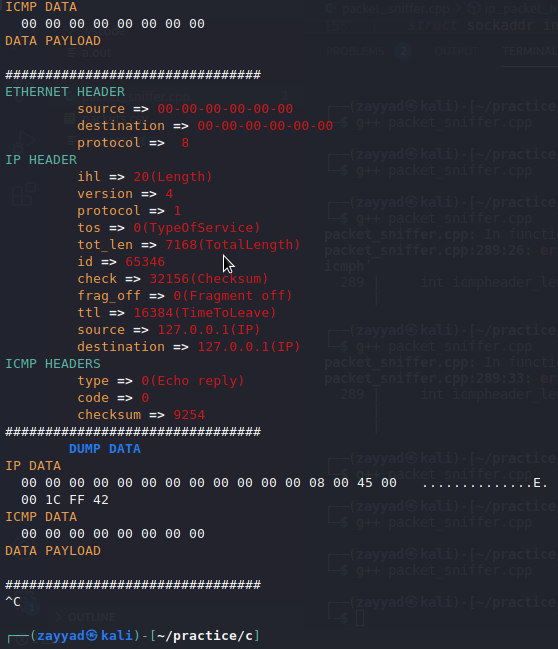 ICMP DATA
00 00 00 00 00 00 00 00
DATA PAYLOAD
################################
ETHERNET HEADER
source => 00-00-00-00-00-00
destination => 00-00-00-00-00-00
protocol => 8
IP HEADER
ihl => 20(Length)
version => 4
protocol => 1
tos => 0(TypeOfService)
tot_len => 7168(TotalLength)
id => 65346
check => 32156(Checksum)
frag_off => 0(Fragment off)
ttl => 16384(TimeToLeave)
source => 127.0.0.1(IP)
destination => 127.0.0.1(IP)
ICMP HEADERS
type => 0(Echo reply)
code => 0
checksum => 9254
################################
DUMP DATA
IP DATA
00 00 00 00 00 00 00 00 00 00 00 00 08 00 45 00 ..............E.
00 1C FF 42
ICMP DATA
00 00 00 00 00 00 00 00
DATA PAYLOAD
################################
^C
┌──(zayyad㉿kali)-[~/practice/c]
packet_sniffer.cpp
sockaddr in
PROBLEMS 2 OUTPUT TERMINAL
┌──(zayyad㉿kali)-[~/practice
└─$ g++ packet_sniffer.cpp
┌──(zayyad㉿kali)-[~/practice
└─$ g++ packet_sniffer.cpp
┌──(zayyad㉿kali)-[~/practice
└─$ g++ packet_sniffer.cpp
packet_sniffer.cpp: In functi
packet_sniffer.cpp:289:26: er
icmph'
289 | int icmpheader_len
┌──(zayyad㉿kali)-[~/practice
└─$ g++ packet_sniffer.cpp
packet_sniffer.cpp: In functi
packet_sniffer.cpp:289:33: er
289 | int icmpheader_len
┌──(zayyad㉿kali)-[~/practice
└─$ g++ packet_sniffer.cpp
┌──(zayyad㉿kali)-[~/practice
└─$ g++ packet_sniffer.cpp
┌──(zayyad㉿kali)-[~/practice
└─$ g++ packet_sniffer.cpp
┌──(zayyad㉿kali)-[~/practice
└─$
OUTLINE